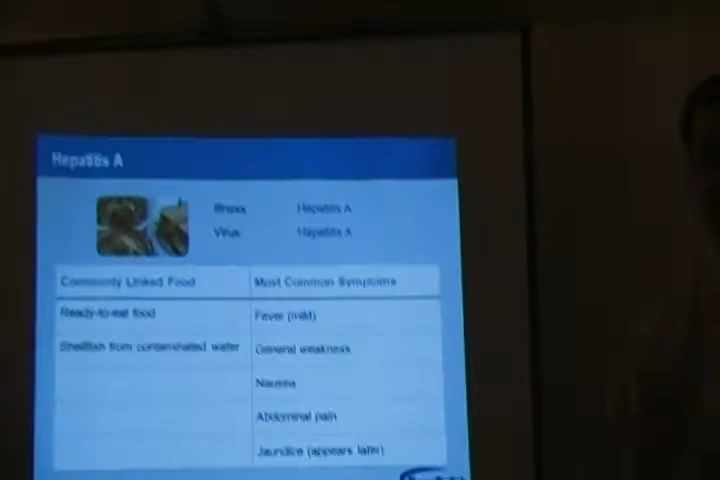 Hepatitis A
Illness Hepatitis A
Virus Hepatitis A
Commonly Linked Food Most Common Symptoms
Ready-to-eat food Fever (mild)
Shellfish from contaminated water General weakness
Nausea
Abdominal pain
Jaundice (appears later)